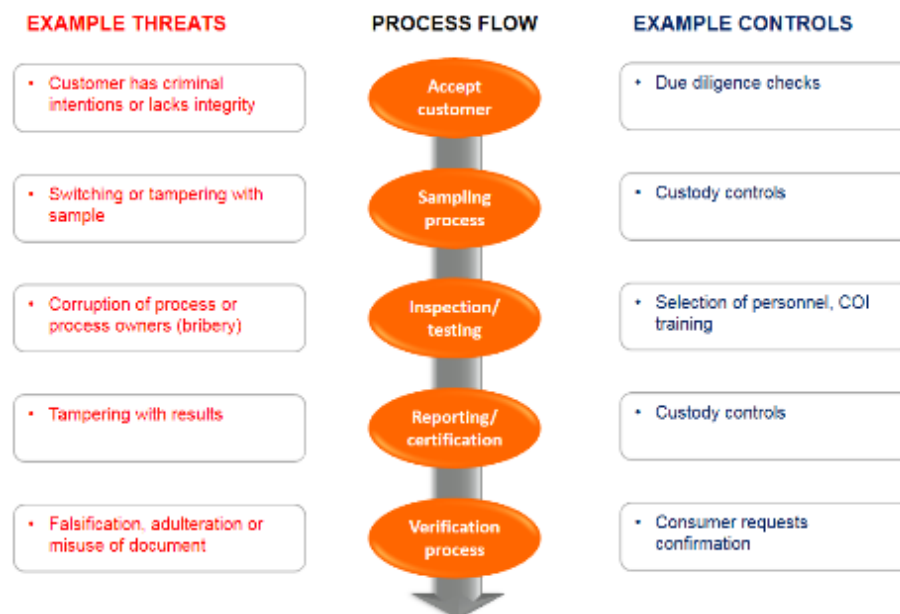 EXAMPLE THREATS
PROCESS FLOW
EXAMPLE CONTROLS
• Customer has criminal
intentions or lacks integrity
Accept
customer
• Due diligence checks
• Switching or tampering with
sample
Sampling
process
• Custody controls
• Corruption of process or
process owners (bribery)
Inspection/
testing
• Selection of personnel, COI
training
• Tampering with results
Reporting/
certification
• Custody controls
• Falsification, adulteration or
misuse of document
Verification
process
• Consumer requests
confirmation